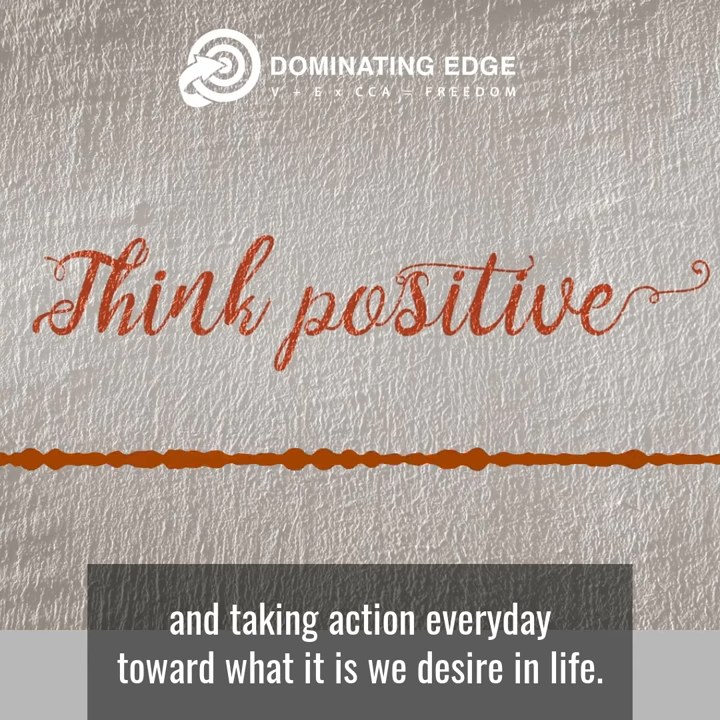 DOMINATING EDGE
V + E x CCA = FREEDOM
Think positive
and taking action everyday
toward what it is we desire in life.